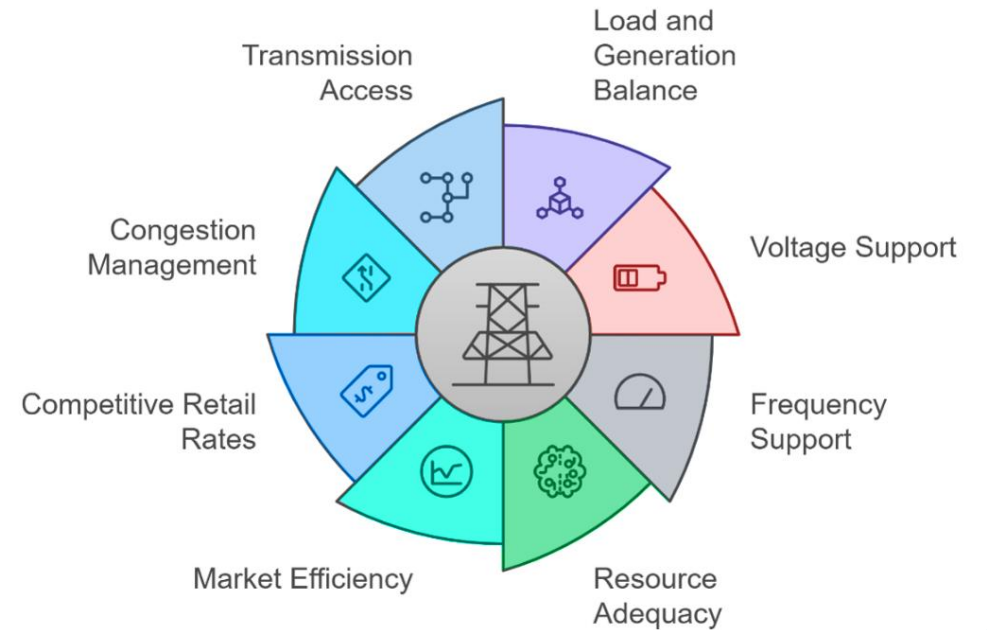 Load and
Generation
Balance
Voltage Support
Frequency
Support
Resource
Adequacy
Market Efficiency
Competitive Retail
Rates
Congestion
Management
Transmission
Access